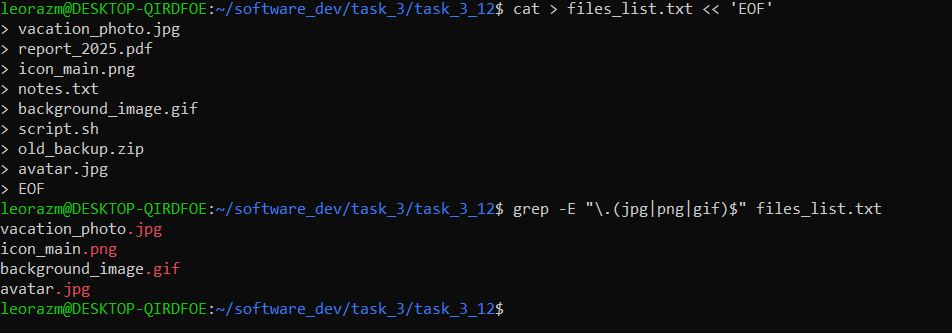 leorazm@DESKTOP-QIRDFOE:~/software_dev/task_3/task_3_12$ cat > files_list.txt << 'EOF'
> vacation_photo.jpg
> report_2025.pdf
> icon_main.png
> notes.txt
> background_image.gif
> script.sh
> old_backup.zip
> avatar.jpg
> EOF
leorazm@DESKTOP-QIRDFOE:~/software_dev/task_3/task_3_12$ grep -E "\.(jpg|png|gif)$" files_list.txt
vacation_photo.jpg
icon_main.png
background_image.gif
avatar.jpg
leorazm@DESKTOP-QIRDFOE:~/software_dev/task_3/task_3_12$